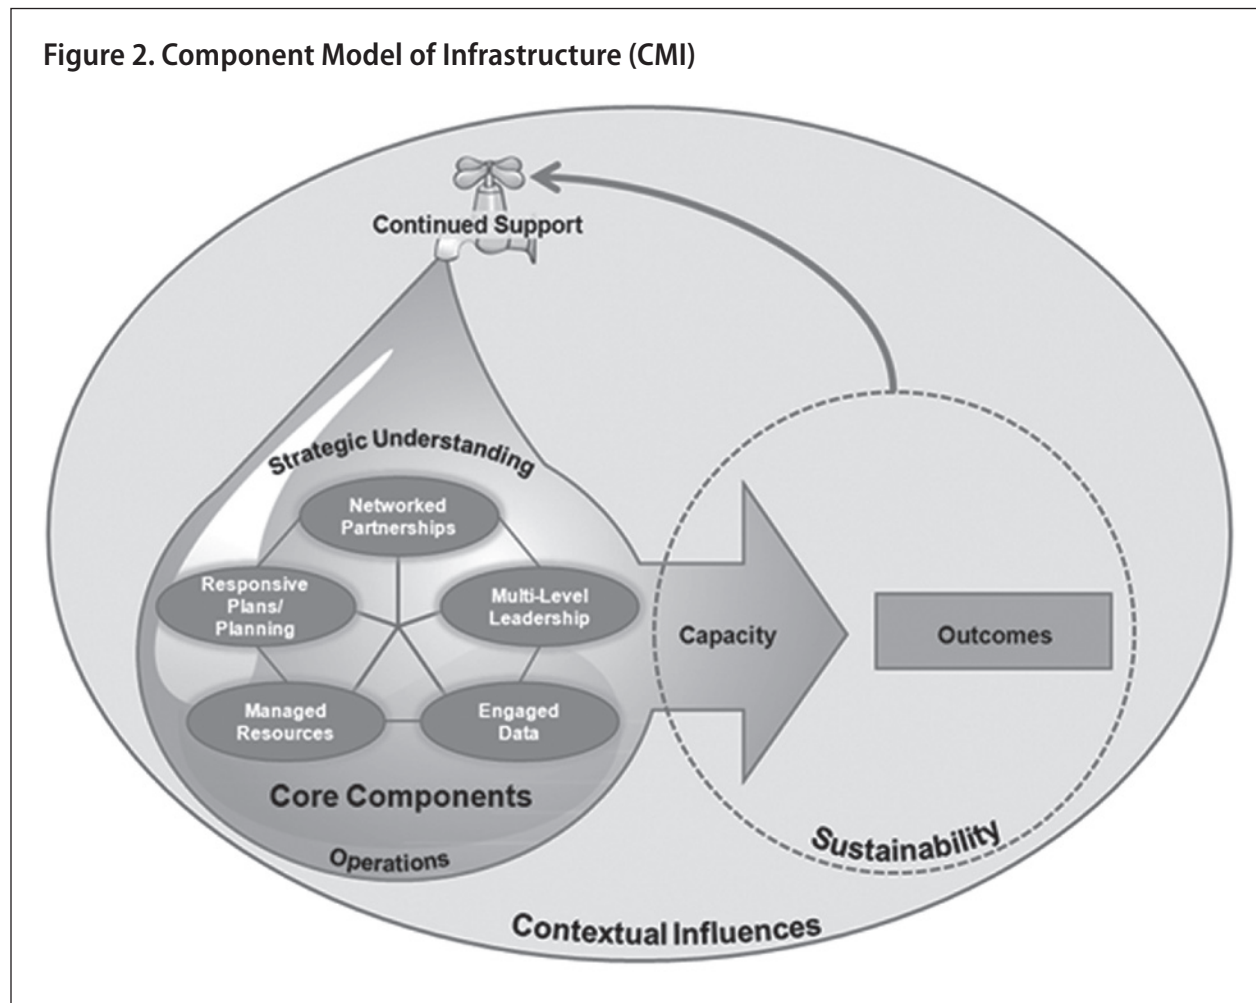 Figure 2. Component Model of Infrastructure (CMI)
Continued Support
Strategic Understanding
Networked
Partnerships
Responsive
Plans/
Planning
Multi-Level
Leadership
Managed
Resources
Engaged
Data
Core Components
Operations
Capacity
Outcomes
Sustainability
Contextual Influences